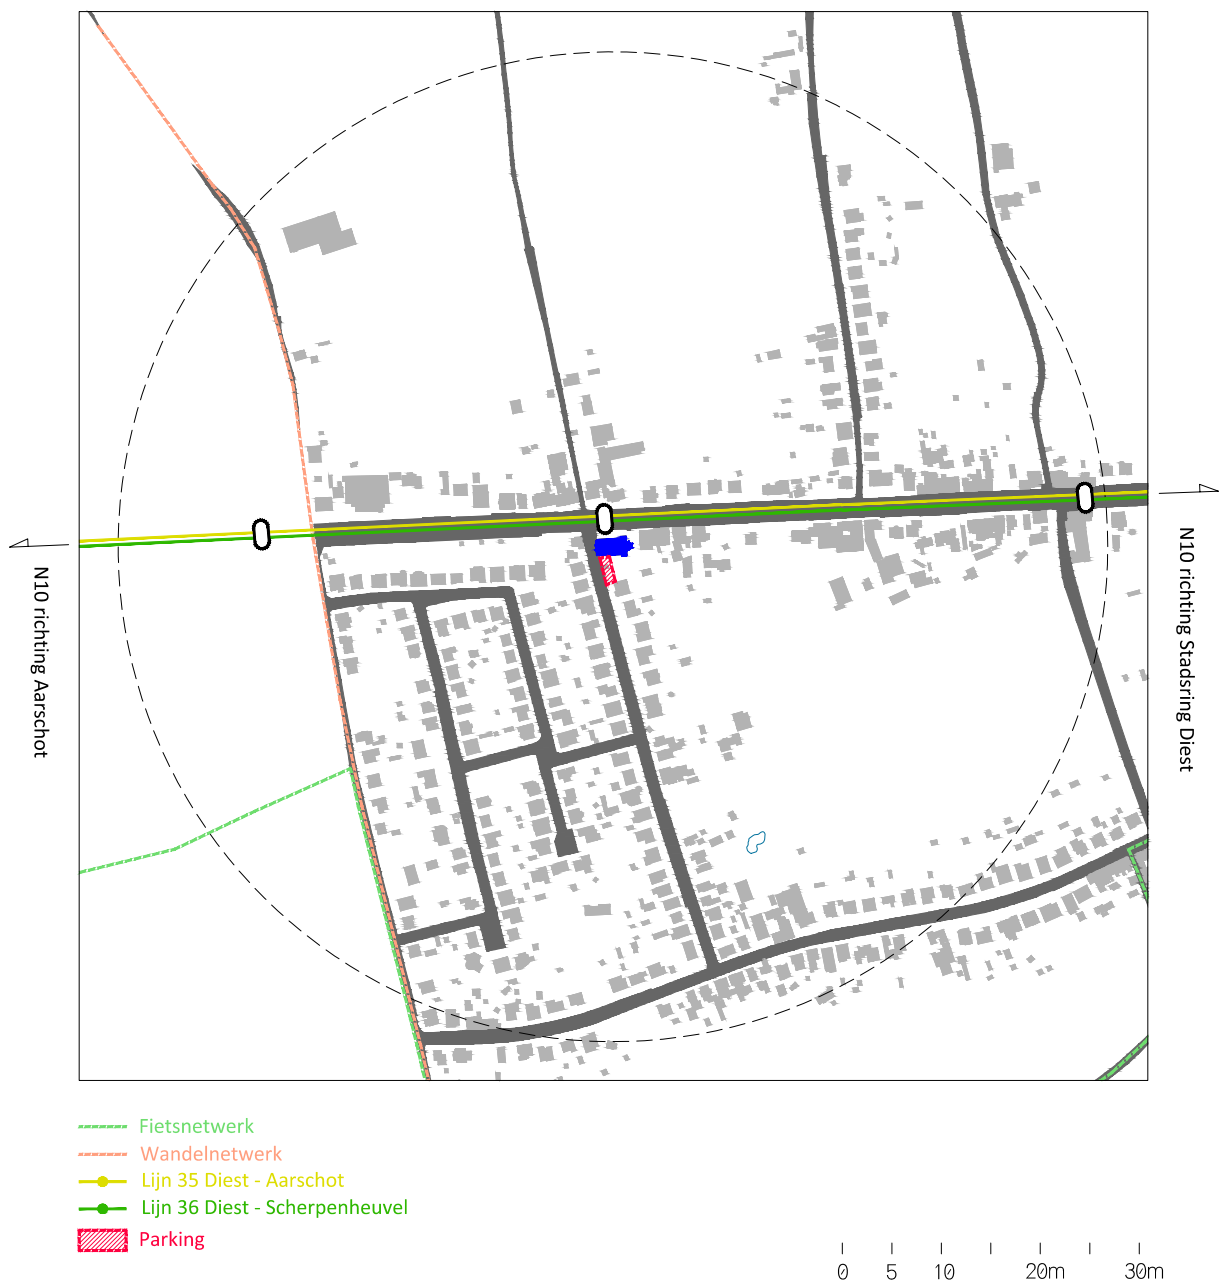 N10 richting Aarschot
N10 richting Stadsring Diest
Fietsnetwerk
Wandelnetwerk
Lijn 35 Diest - Aarschot
Lijn 36 Diest - Scherpenheuvel
Parking
0 5 10 20m 30m